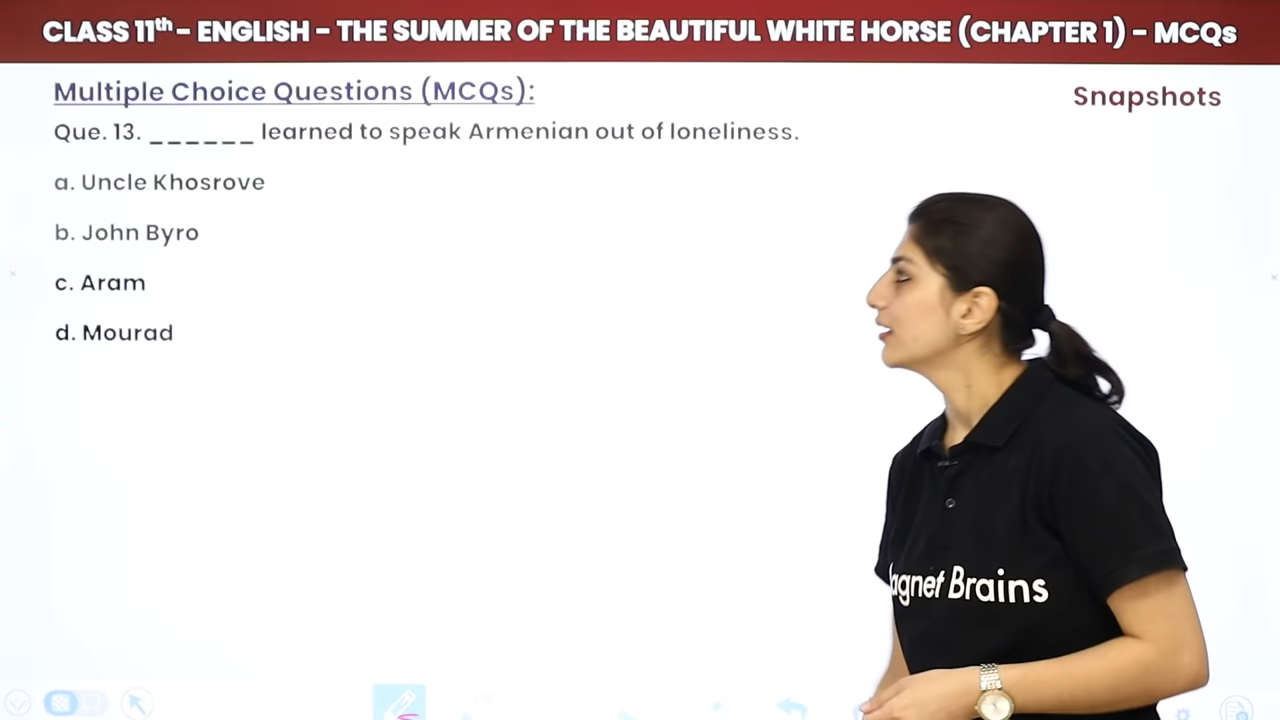 CLASS 11th - ENGLISH - THE SUMMER OF THE BEAUTIFUL WHITE HORSE (CHAPTER 1) - MCQs
Multiple Choice Questions (MCQs):
Snapshots
Que. 13. ______ learned to speak Armenian out of loneliness.
a. Uncle Khosrove
b. John Byro
c. Aram
d. Mourad
agnet Brains